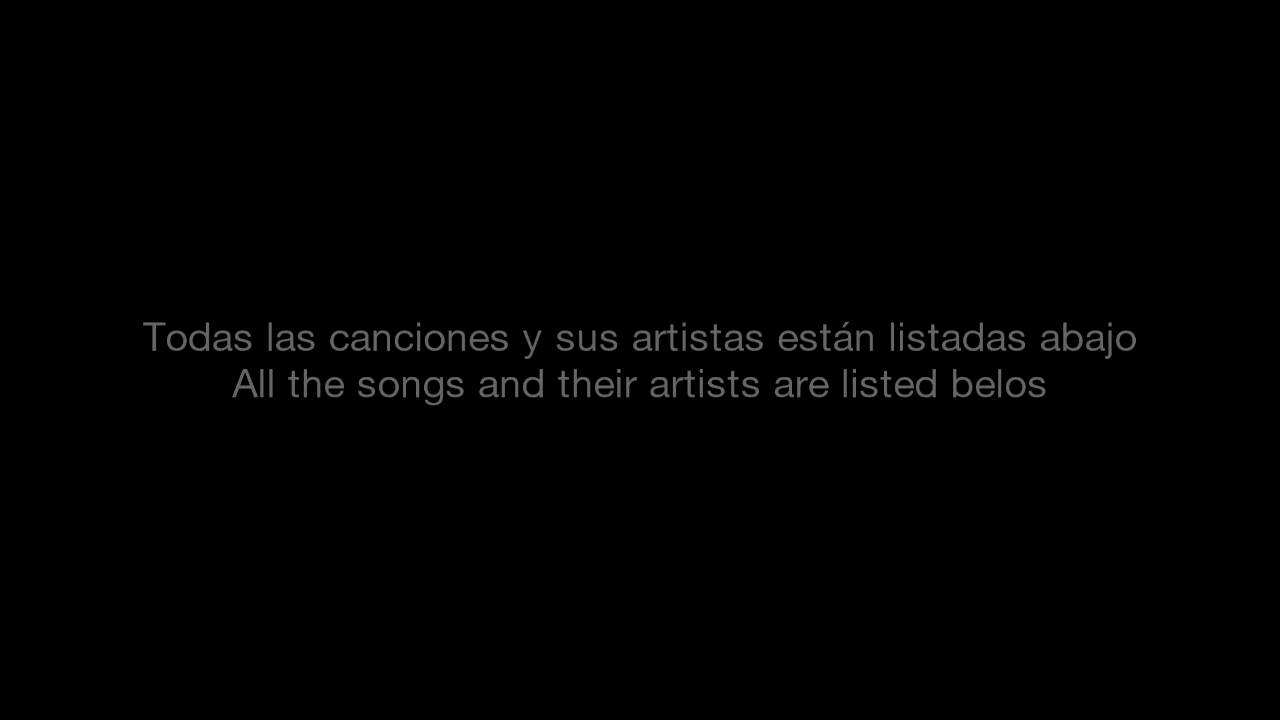 Todas las canciones y sus artistas están listadas abajo
All the songs and their artists are listed belos